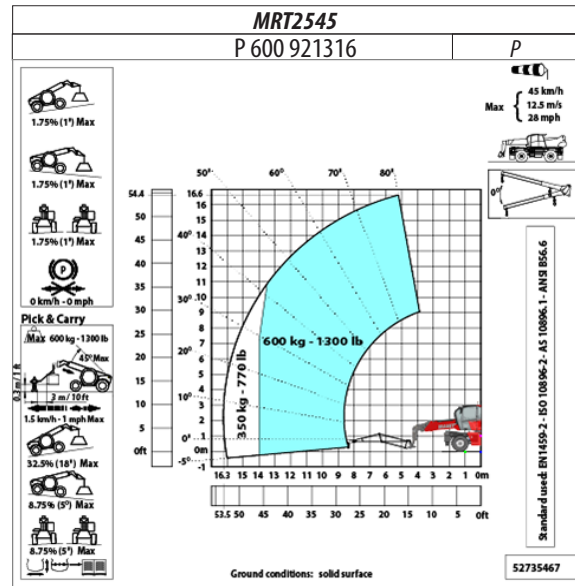 MRT2545
P 600 921316
P
1.75% (1°) Max
1.75% (1°) Max
1.75% (1°) Max
P
0 km/h - 0 mph
Pick & Carry
Max 600 kg - 1300 lb
45° Max
0.3 m / 1 ft
3 m / 10 ft
1.5 km/h - 1 mph Max
32.5% (18°) Max
8.75% (5°) Max
8.75% (5°) Max
Max
45 km/h
12.5 m/s
28 mph
0°
50° 60° 70° 80°
40°
30°
20°
10°
0°
-5°
54.4
50
45
40
35
30
25
20
15
10
5
0ft
16.6
16
15
14
13
12
11
10
9
8
7
6
5
4
3
2
1
0m
-1
600 kg - 1300 lb
350 kg - 770 lb
16.3 15 14 13 12 11 10 9 8 7 6 5 4 3 2 1 0m
53.5 50 45 40 35 30 25 20 15 10 5 0ft
Standard used: EN1459-2 - ISO 10896-2 - AS 10896.1 - ANSI B56.6
Ground conditions: solid surface
52735467